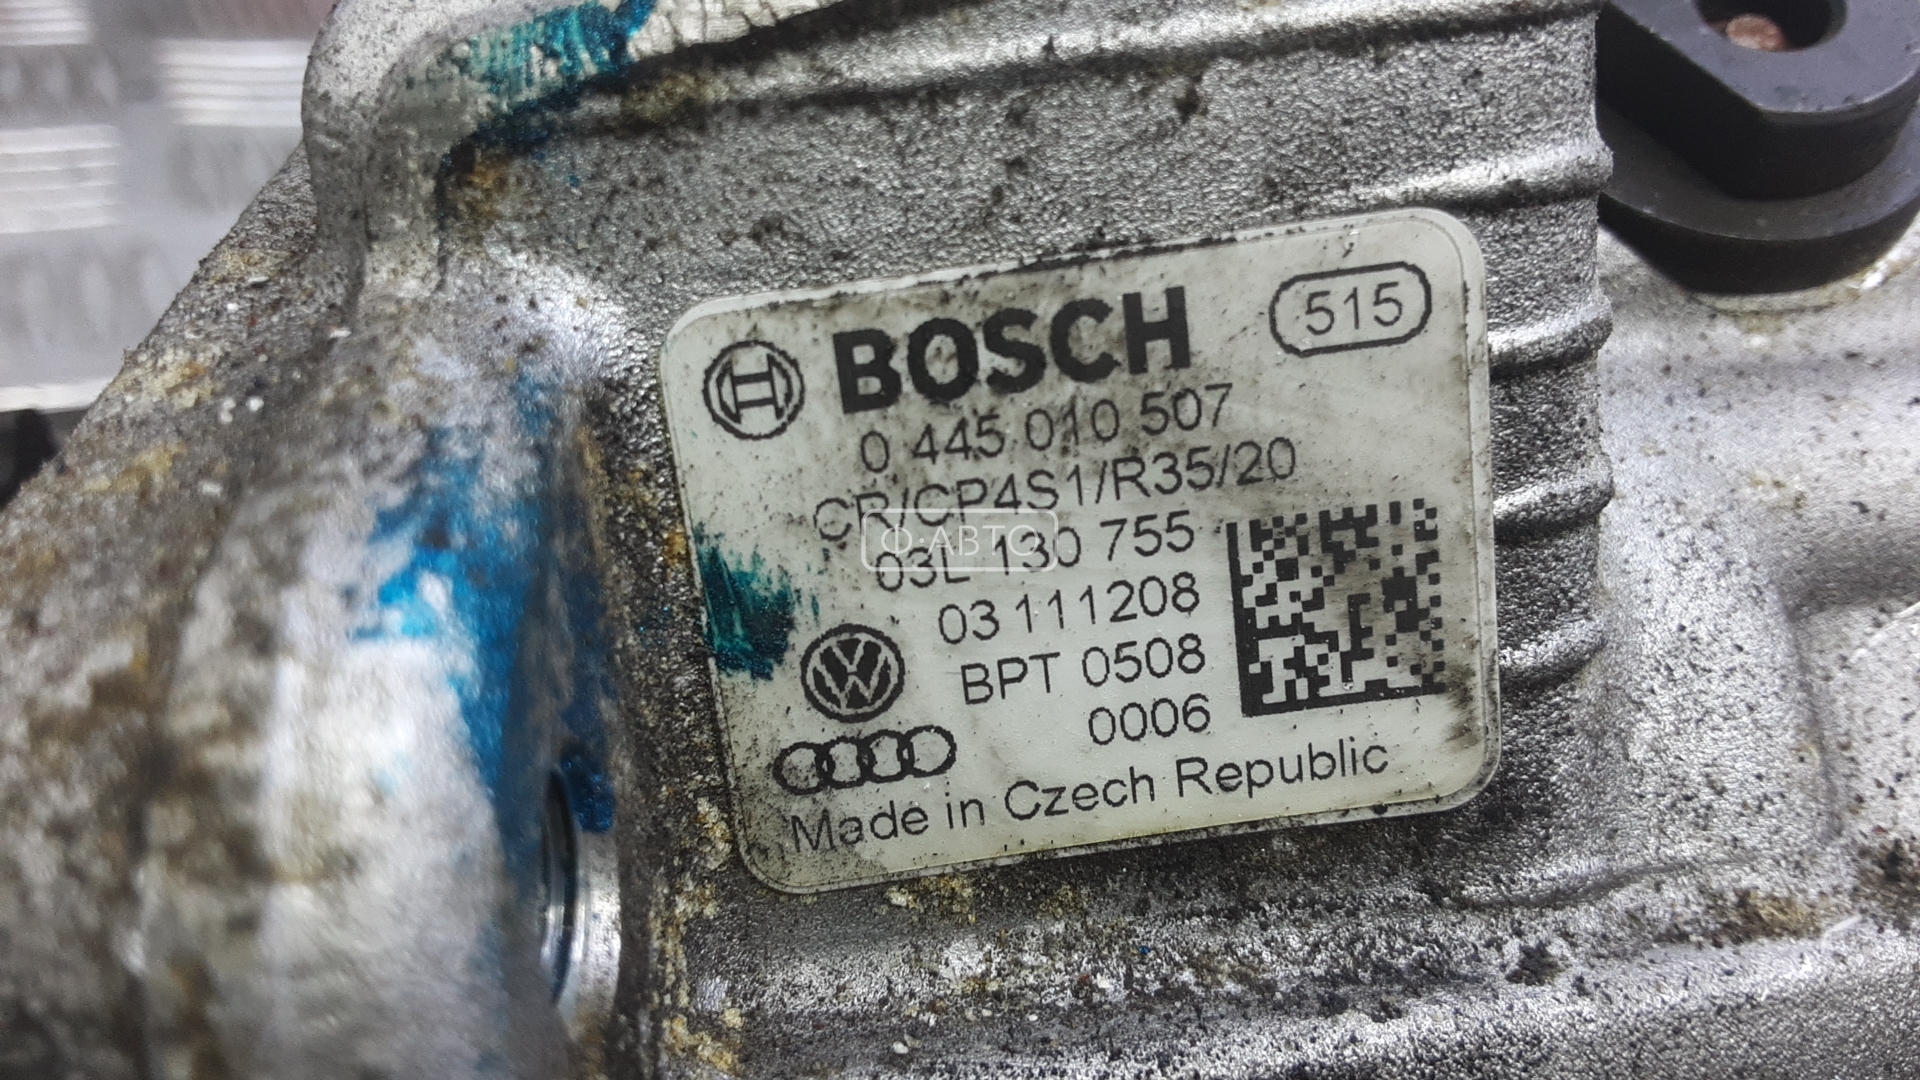 BOSCH 515
0 445 010 507
CR/CP4S1/R35/20
03L 130 755
03 111208
BPT 0508
0006
Made in Czech Republic
Ф·АВТО